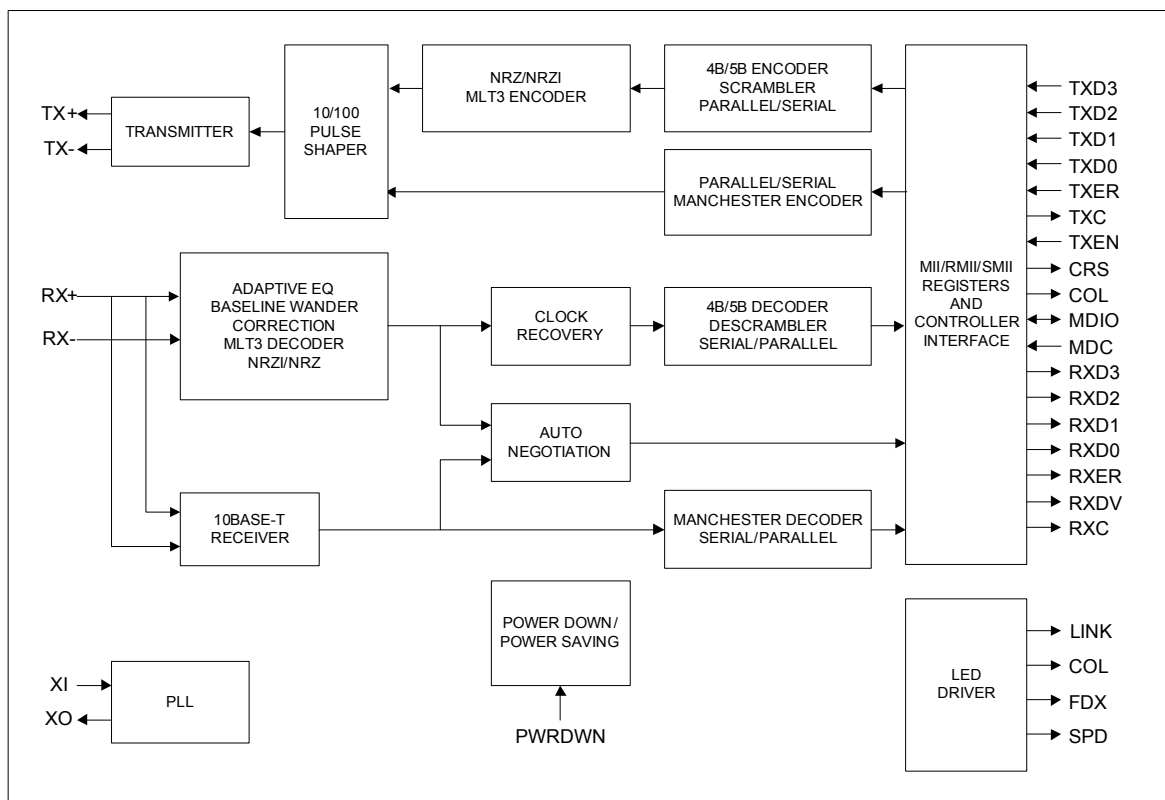 NRZ/NRZI
MLT3 ENCODER
4B/5B ENCODER
SCRAMBLER
PARALLEL/SERIAL
10/100
PULSE
SHAPER
TX+
TX-
TRANSMITTER
PARALLEL/SERIAL
MANCHESTER ENCODER
RX+
RX-
ADAPTIVE EQ
BASELINE WANDER
CORRECTION
MLT3 DECODER
NRZI/NRZ
CLOCK
RECOVERY
4B/5B DECODER
DESCRAMBLER
SERIAL/PARALLEL
AUTO
NEGOTIATION
10BASE-T
RECEIVER
MANCHESTER DECODER
SERIAL/PARALLEL
MII/RMII/SMII
REGISTERS
AND
CONTROLLER
INTERFACE
TXD3
TXD2
TXD1
TXD0
TXER
TXC
TXEN
CRS
COL
MDIO
MDC
RXD3
RXD2
RXD1
RXD0
RXER
RXDV
RXC
POWER DOWN/
POWER SAVING
PWRDWN
XI
XO
PLL
LED
DRIVER
LINK
COL
FDX
SPD